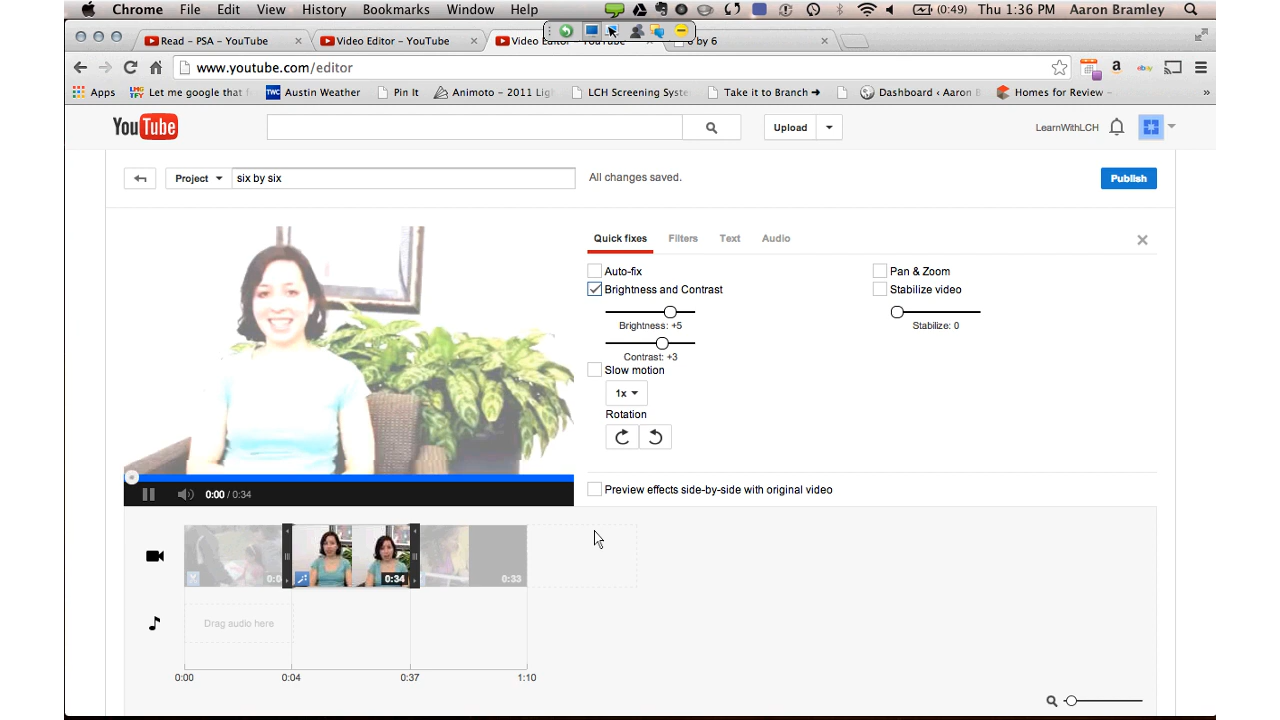 Chrome File Edit View History Bookmarks Window Help (0:49) Thu 1:36 PM Aaron Bramley
Read - PSA - YouTube × Video Editor - YouTube × 6 by 6 ×
www.youtube.com/editor
Apps Let me google that f Austin Weather Pin It Animoto - 2011 Ligh LCH Screening Syste Take it to Branch → Dashboard ‹ Aaron B Homes for Review - »
YouTube Upload LearnWithLCH
Project six by six All changes saved. Publish
Quick fixes Filters Text Audio ×
Auto-fix Pan & Zoom
Brightness and Contrast Stabilize video
Brightness: +5 Stabilize: 0
Contrast: +3
Slow motion
1x
Rotation
Preview effects side-by-side with original video
0:00 / 0:34
0:34 0:33
Drag audio here
0:00 0:04 0:37 1:10